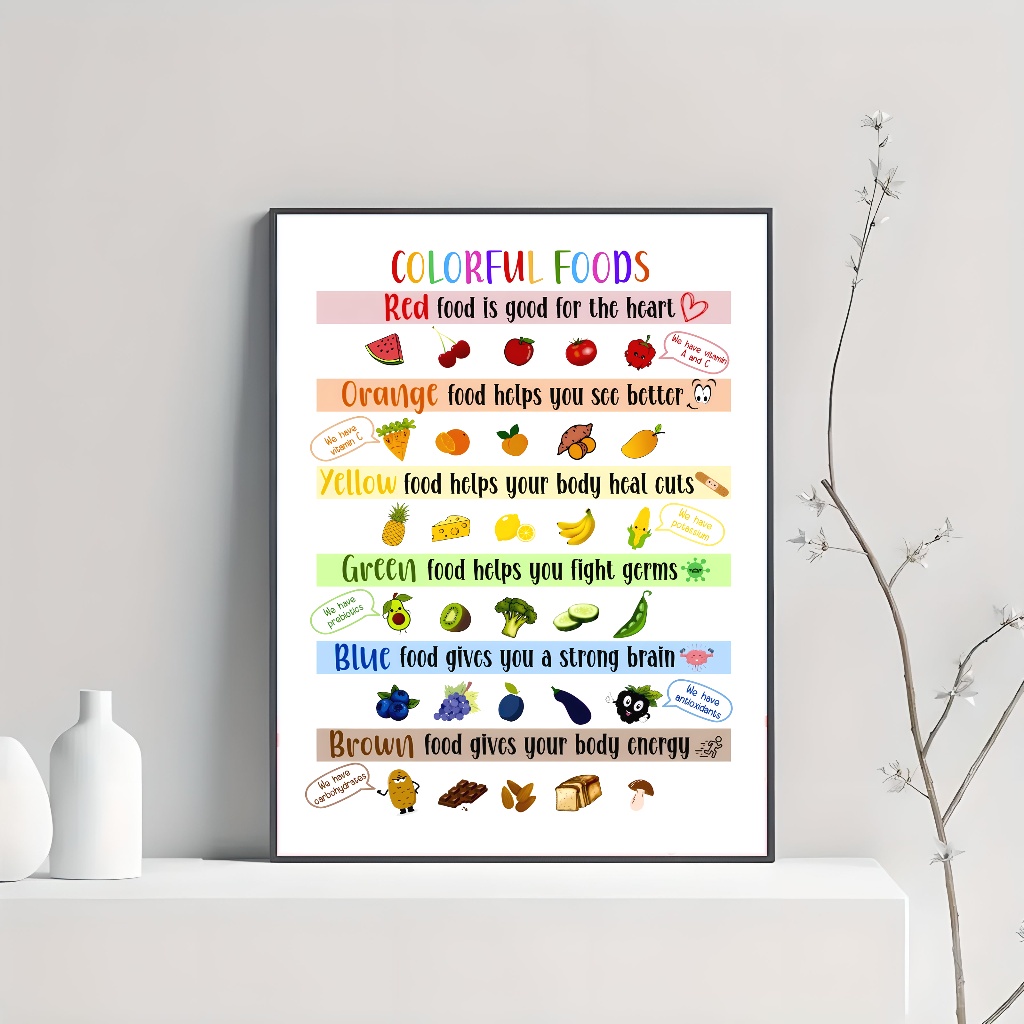 COLORFUL FOODS
Red food is good for the heart
We have vitamin
A and C
Orange food helps you see better
We have
vitamin C
Yellow food helps your body heal cuts
We have
potassium
Green food helps you fight germs
We have
prebiotics
Blue food gives you a strong brain
We have
antioxidants
Brown food gives your body energy
We have
carbohydrates